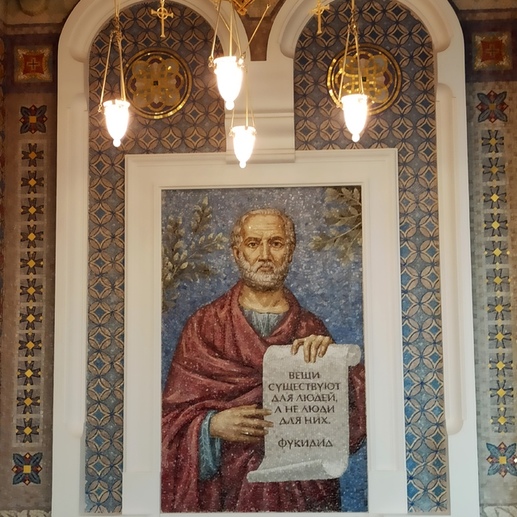 ВЕЩИ
СУЩЕСТВУЮТ
ДЛЯ ЛЮДЕЙ,
А НЕ ЛЮДИ
ДЛЯ НИХ.
ФУКИДИД